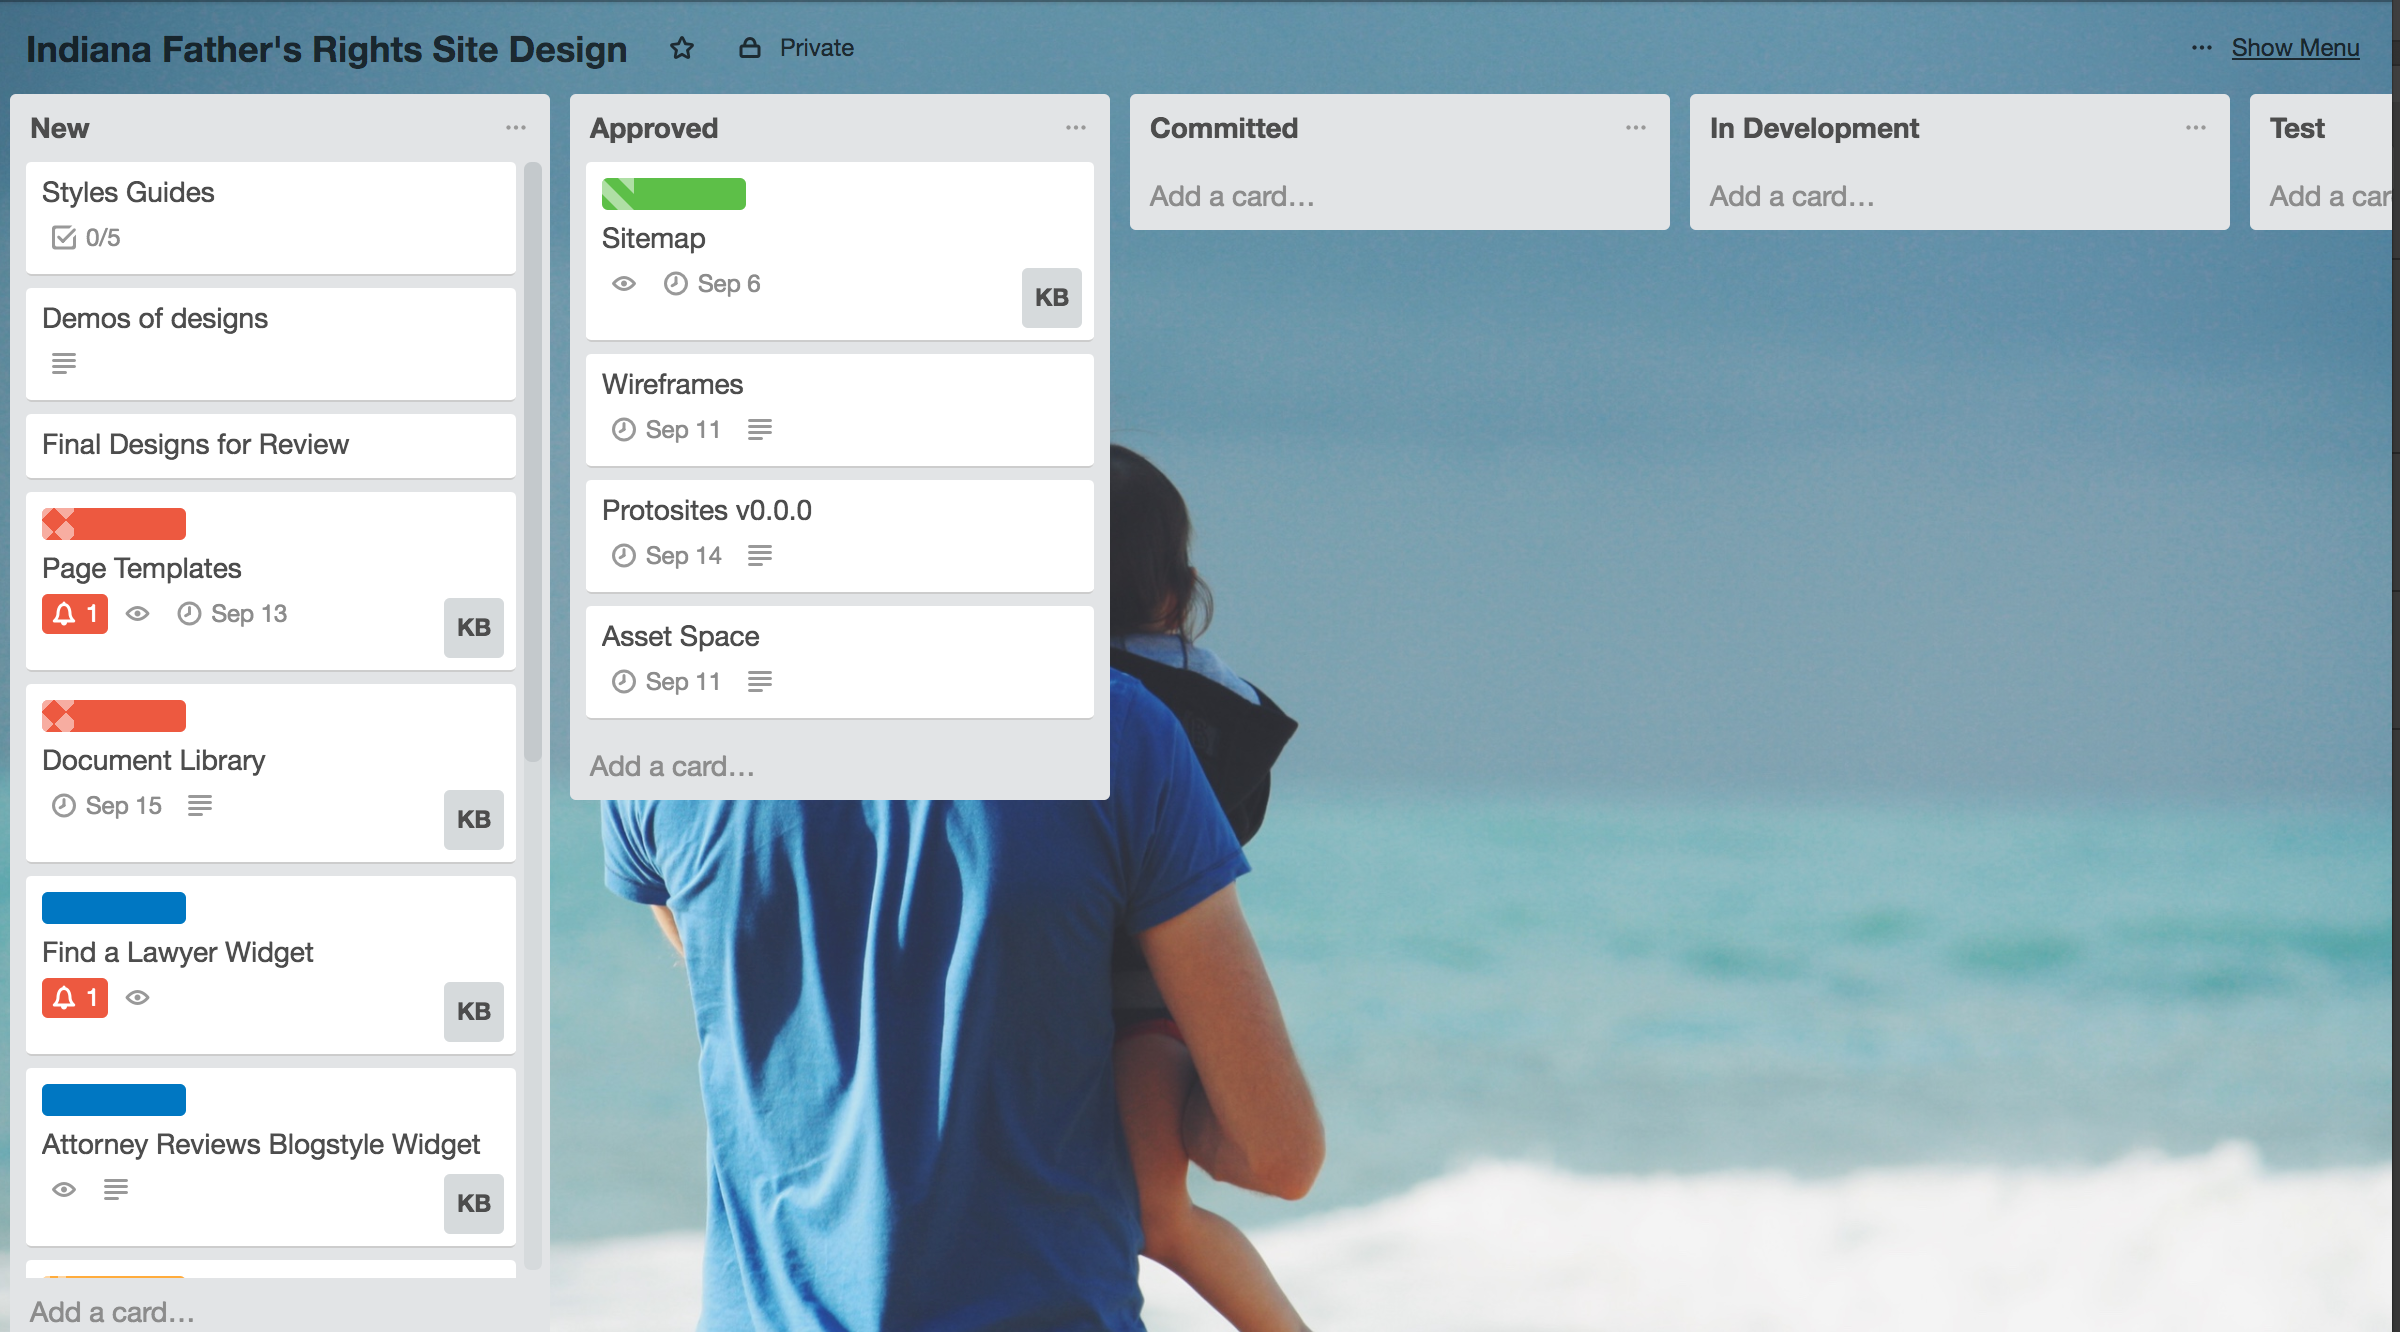 Indiana Father's Rights Site Design
Private
Show Menu
New
Styles Guides
0/5
Demos of designs
Final Designs for Review
Page Templates
1
Sep 13
KB
Document Library
Sep 15
KB
Find a Lawyer Widget
1
KB
Attorney Reviews Blogstyle Widget
KB
Add a card…
Approved
Sitemap
Sep 6
KB
Wireframes
Sep 11
Protosites v0.0.0
Sep 14
Asset Space
Sep 11
Add a card…
Committed
Add a card…
In Development
Add a card…
Test
Add a car